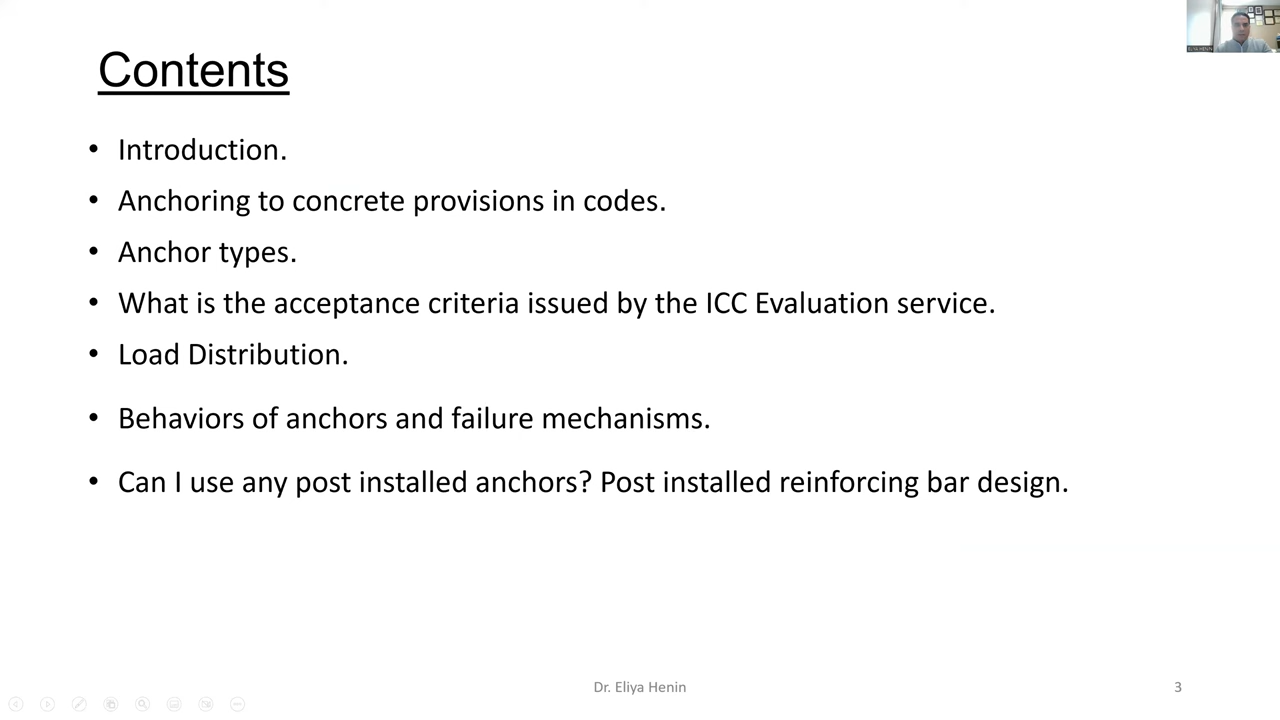 Contents
• Introduction.
• Anchoring to concrete provisions in codes.
• Anchor types.
• What is the acceptance criteria issued by the ICC Evaluation service.
• Load Distribution.
• Behaviors of anchors and failure mechanisms.
• Can I use any post installed anchors? Post installed reinforcing bar design.
Dr. Eliya Henin
3